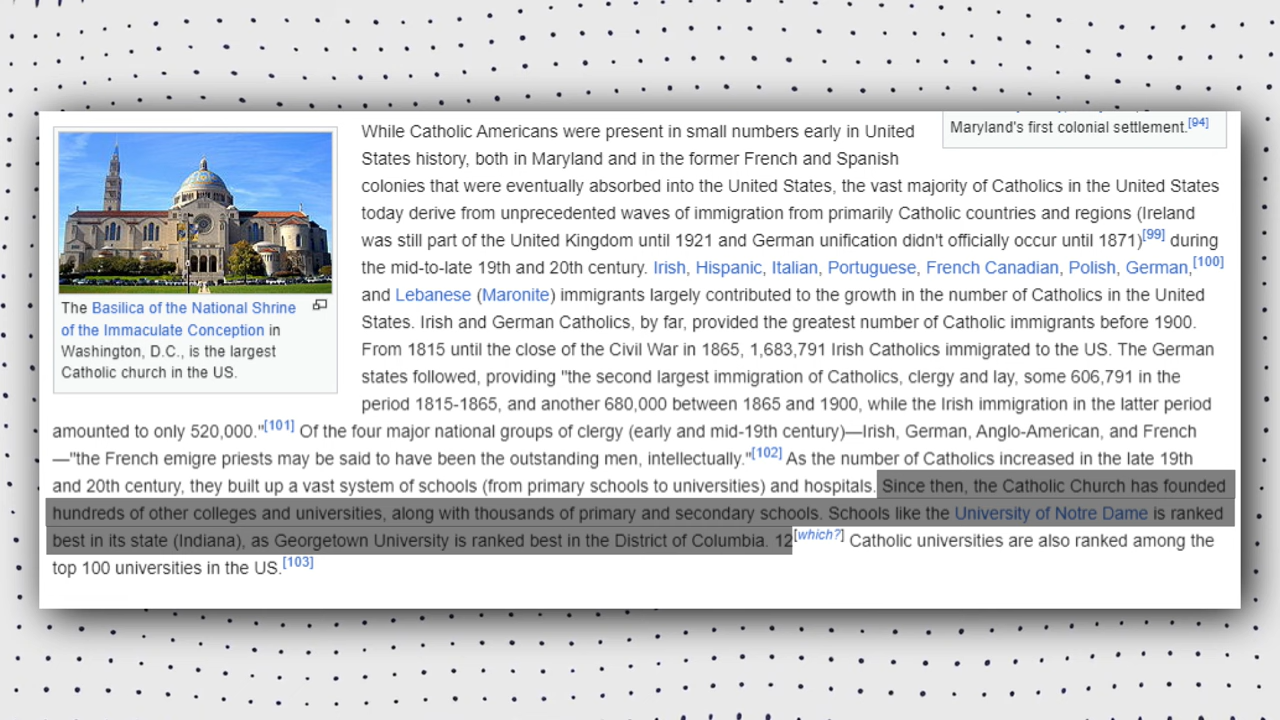 Maryland's first colonial settlement.[94]
While Catholic Americans were present in small numbers early in United
States history, both in Maryland and in the former French and Spanish
colonies that were eventually absorbed into the United States, the vast majority of Catholics in the United States
today derive from unprecedented waves of immigration from primarily Catholic countries and regions (Ireland
was still part of the United Kingdom until 1921 and German unification didn't officially occur until 1871)[99] during
the mid-to-late 19th and 20th century. Irish, Hispanic, Italian, Portuguese, French Canadian, Polish, German,[100]
and Lebanese (Maronite) immigrants largely contributed to the growth in the number of Catholics in the United
States. Irish and German Catholics, by far, provided the greatest number of Catholic immigrants before 1900.
From 1815 until the close of the Civil War in 1865, 1,683,791 Irish Catholics immigrated to the US. The German
states followed, providing "the second largest immigration of Catholics, clergy and lay, some 606,791 in the
period 1815-1865, and another 680,000 between 1865 and 1900, while the Irish immigration in the latter period
amounted to only 520,000."[101] Of the four major national groups of clergy (early and mid-19th century)—Irish, German, Anglo-American, and French
—"the French emigre priests may be said to have been the outstanding men, intellectually."[102] As the number of Catholics increased in the late 19th
and 20th century, they built up a vast system of schools (from primary schools to universities) and hospitals. Since then, the Catholic Church has founded
hundreds of other colleges and universities, along with thousands of primary and secondary schools. Schools like the University of Notre Dame is ranked
best in its state (Indiana), as Georgetown University is ranked best in the District of Columbia. 12[which?] Catholic universities are also ranked among the
top 100 universities in the US.[103]
The Basilica of the National Shrine
of the Immaculate Conception in
Washington, D.C., is the largest
Catholic church in the US.